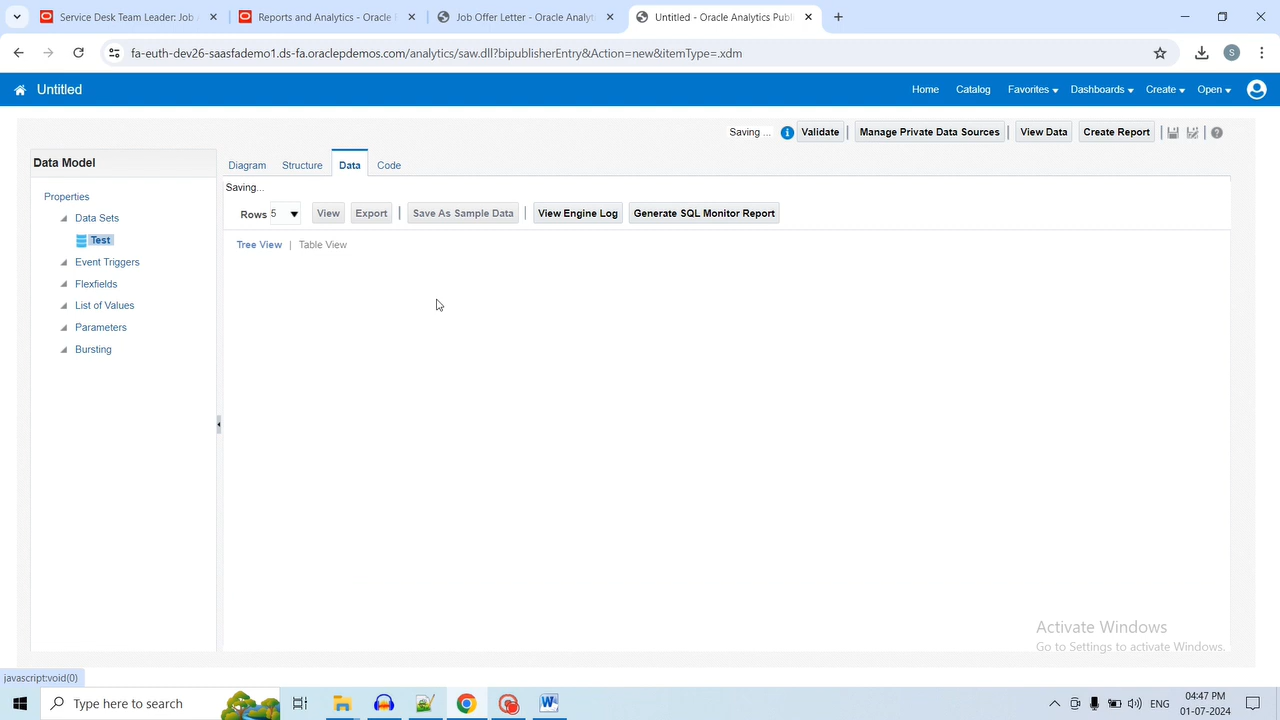 Service Desk Team Leader: Job
Reports and Analytics - Oracle
Job Offer Letter - Oracle Analyt
Untitled - Oracle Analytics Publ
fa-euth-dev26-saasfademo1.ds-fa.oraclepdemos.com/analytics/saw.dll?bipublisherEntry&Action=new&itemType=.xdm
S
Untitled
Home Catalog Favorites Dashboards Create Open
Saving ... Validate | Manage Private Data Sources | View Data Create Report
Data Model
Diagram Structure Data Code
Saving...
Properties
Data Sets
Test
Event Triggers
Flexfields
List of Values
Parameters
Bursting
Rows 5 View Export | Save As Sample Data | View Engine Log Generate SQL Monitor Report
Tree View | Table View
Activate Windows
Go to Settings to activate Windows.
javascript:void(0)
Type here to search
ENG
04:47 PM
01-07-2024